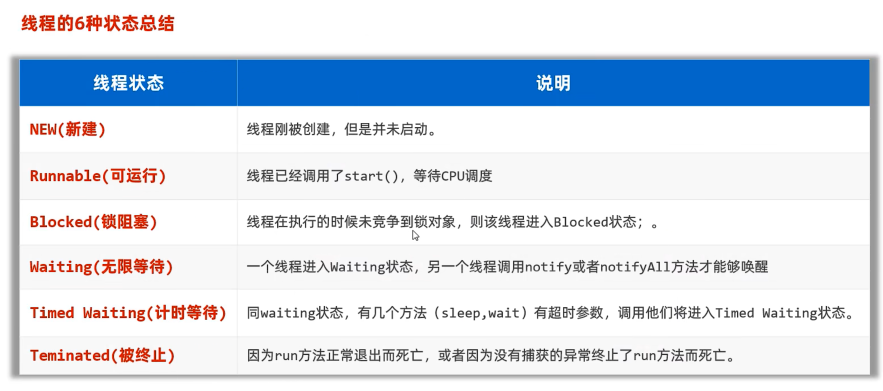 线程的6种状态总结
线程状态 说明
NEW(新建) 线程刚被创建，但是并未启动。
Runnable(可运行) 线程已经调用了start()，等待CPU调度
Blocked(锁阻塞) 线程在执行的时候未竞争到锁对象，则该线程进入Blocked状态；。
Waiting(无限等待) 一个线程进入Waiting状态，另一个线程调用notify或者notifyAll方法才能够唤醒
Timed Waiting(计时等待) 同waiting状态，有几个方法（sleep,wait）有超时参数，调用他们将进入Timed Waiting状态。
Teminated(被终止) 因为run方法正常退出而死亡，或者因为没有捕获的异常终止了run方法而死亡。